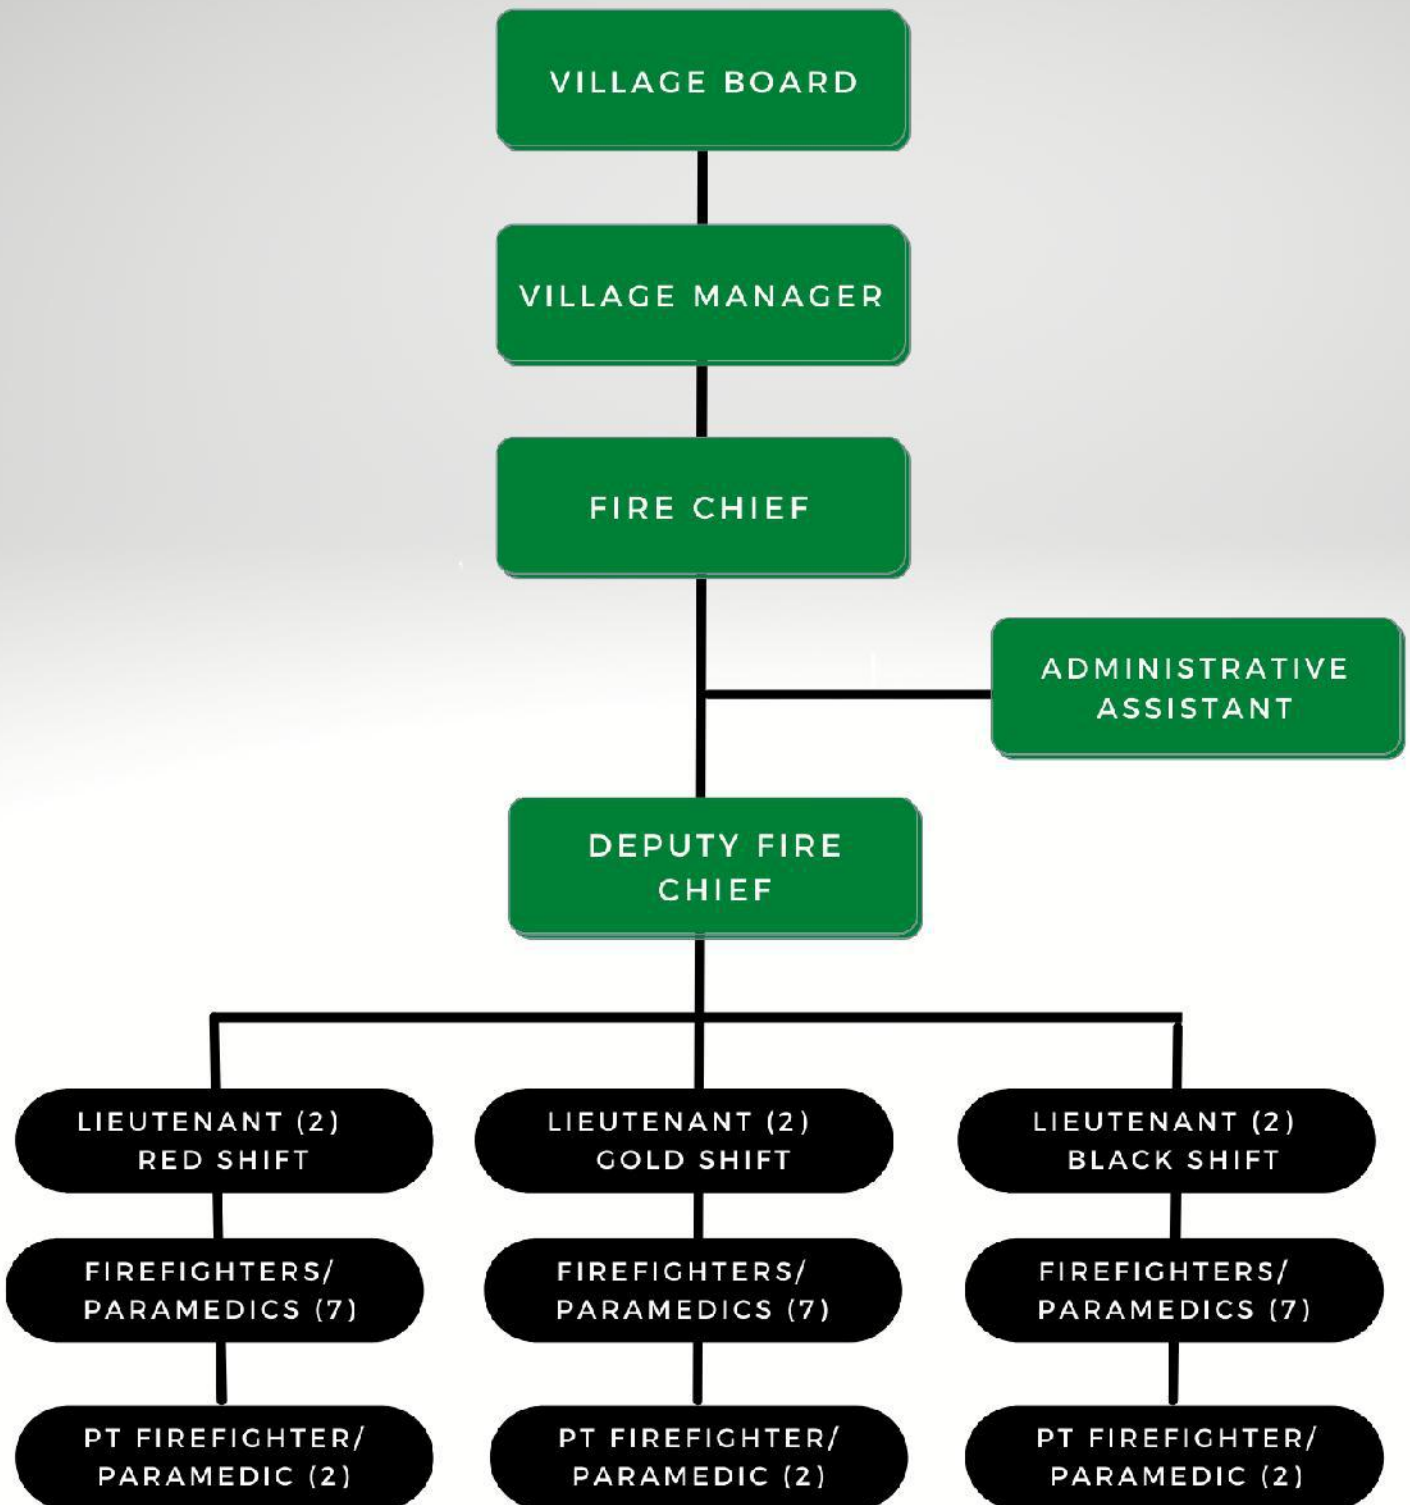 VILLAGE BOARD
VILLAGE MANAGER
FIRE CHIEF
ADMINISTRATIVE
ASSISTANT
DEPUTY FIRE
CHIEF
LIEUTENANT (2)
RED SHIFT
LIEUTENANT (2)
GOLD SHIFT
LIEUTENANT (2)
BLACK SHIFT
FIREFIGHTERS/
PARAMEDICS (7)
FIREFIGHTERS/
PARAMEDICS (7)
FIREFIGHTERS/
PARAMEDICS (7)
PT FIREFIGHTER/
PARAMEDIC (2)
PT FIREFIGHTER/
PARAMEDIC (2)
PT FIREFIGHTER/
PARAMEDIC (2)